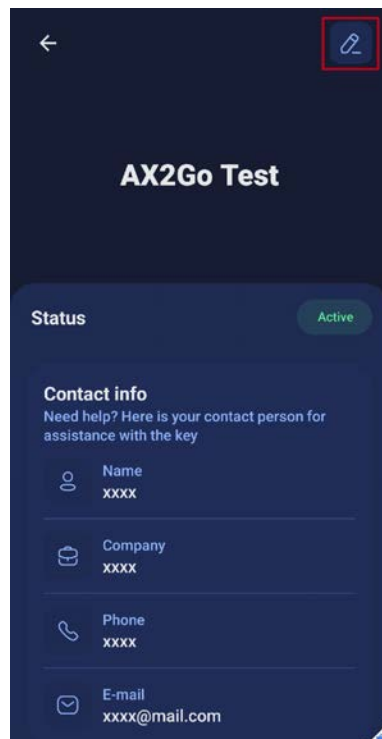 AX2Go Test
Status
Active
Contact info
Need help? Here is your contact person for
assistance with the key
Name
xxxx
Company
xxxx
Phone
xxxx
E-mail
xxxx@mail.com